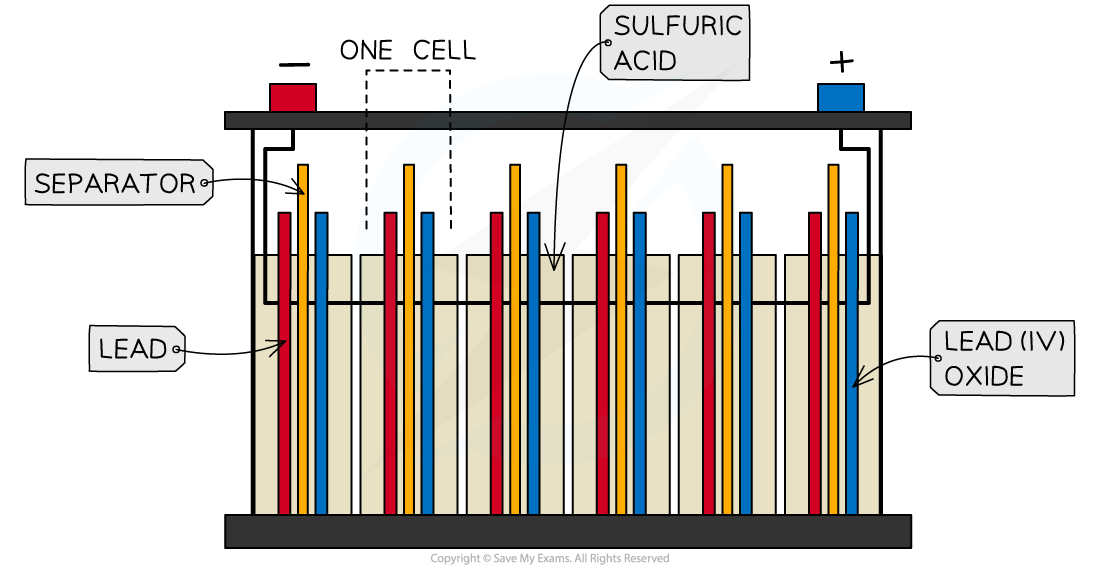 ONE CELL
SULFURIC
ACID
−
+
SEPARATOR
LEAD
LEAD (IV)
OXIDE
Copyright © Save My Exams. All Rights Reserved